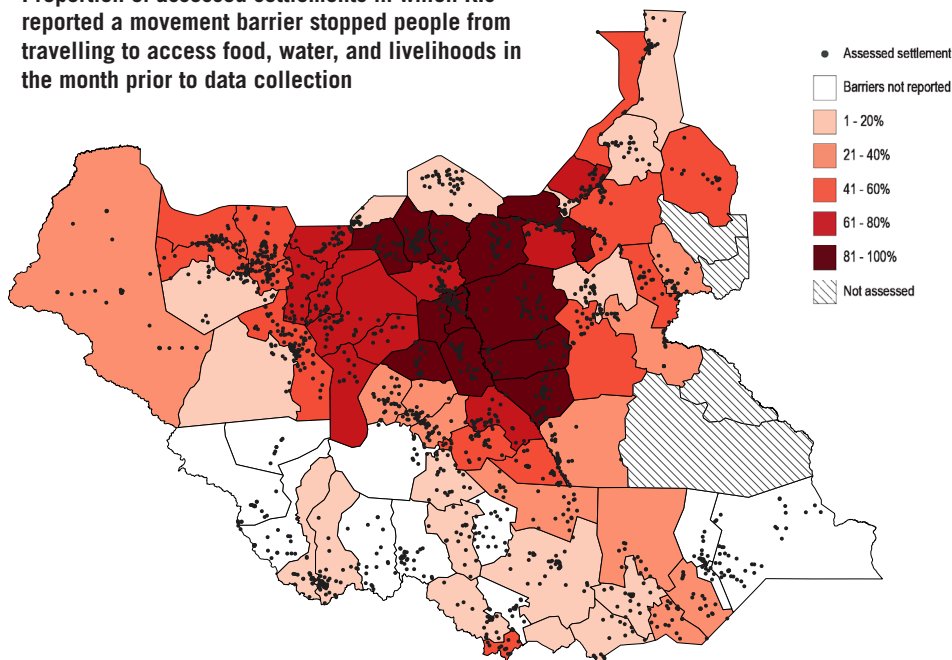 reported a movement barrier stopped people from
travelling to access food, water, and livelihoods in
the month prior to data collection
Assessed settlement
Barriers not reported
1 - 20%
21 - 40%
41 - 60%
61 - 80%
81 - 100%
Not assessed